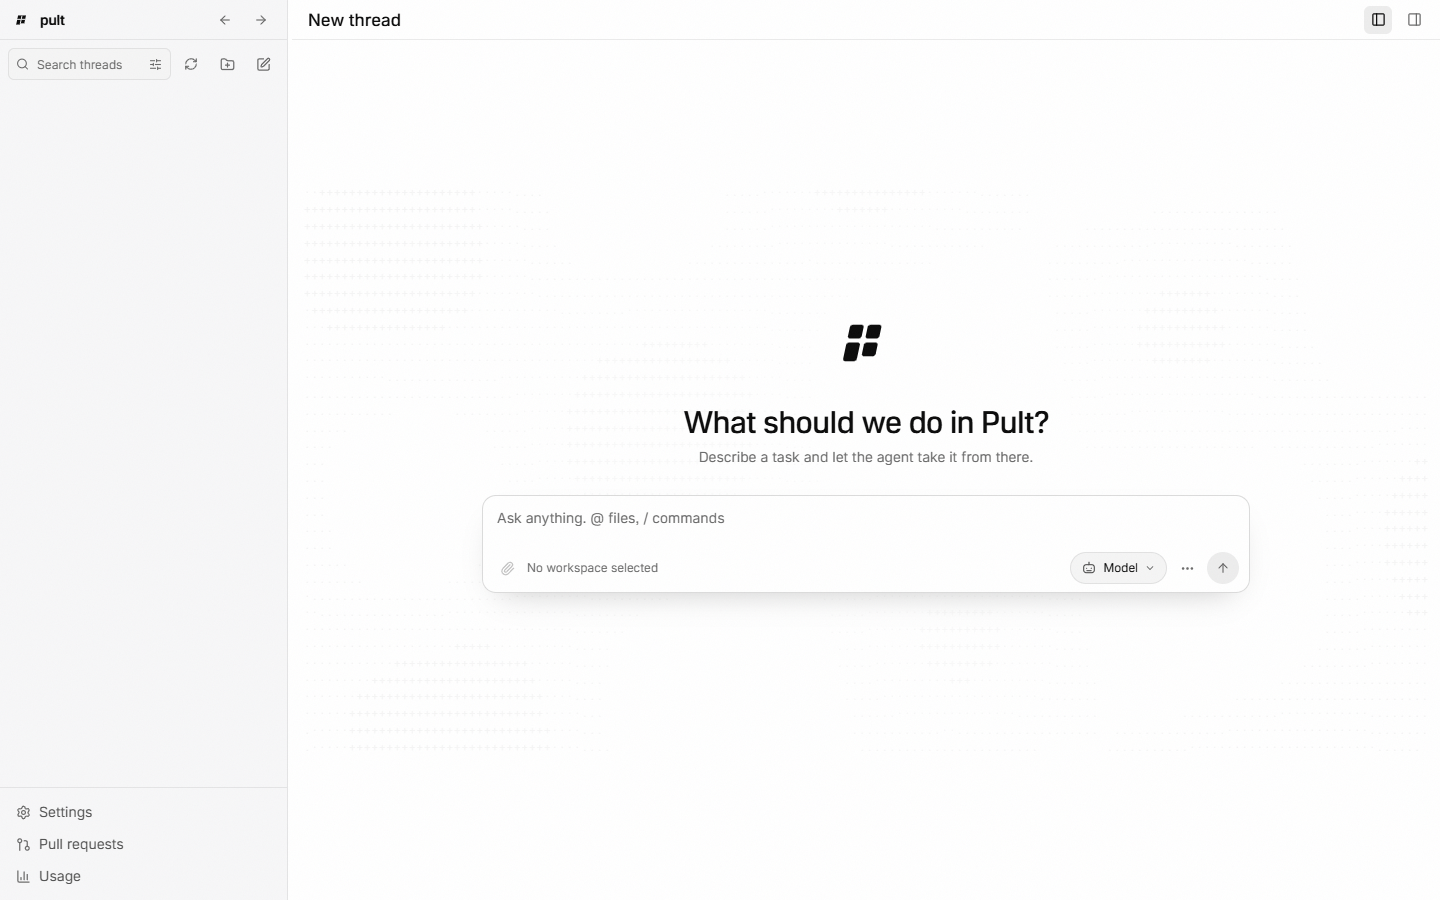 pult
New thread
Search threads
What should we do in Pult?
Describe a task and let the agent take it from there.
Ask anything. @ files, / commands
No workspace selected
Model
Settings
Pull requests
Usage